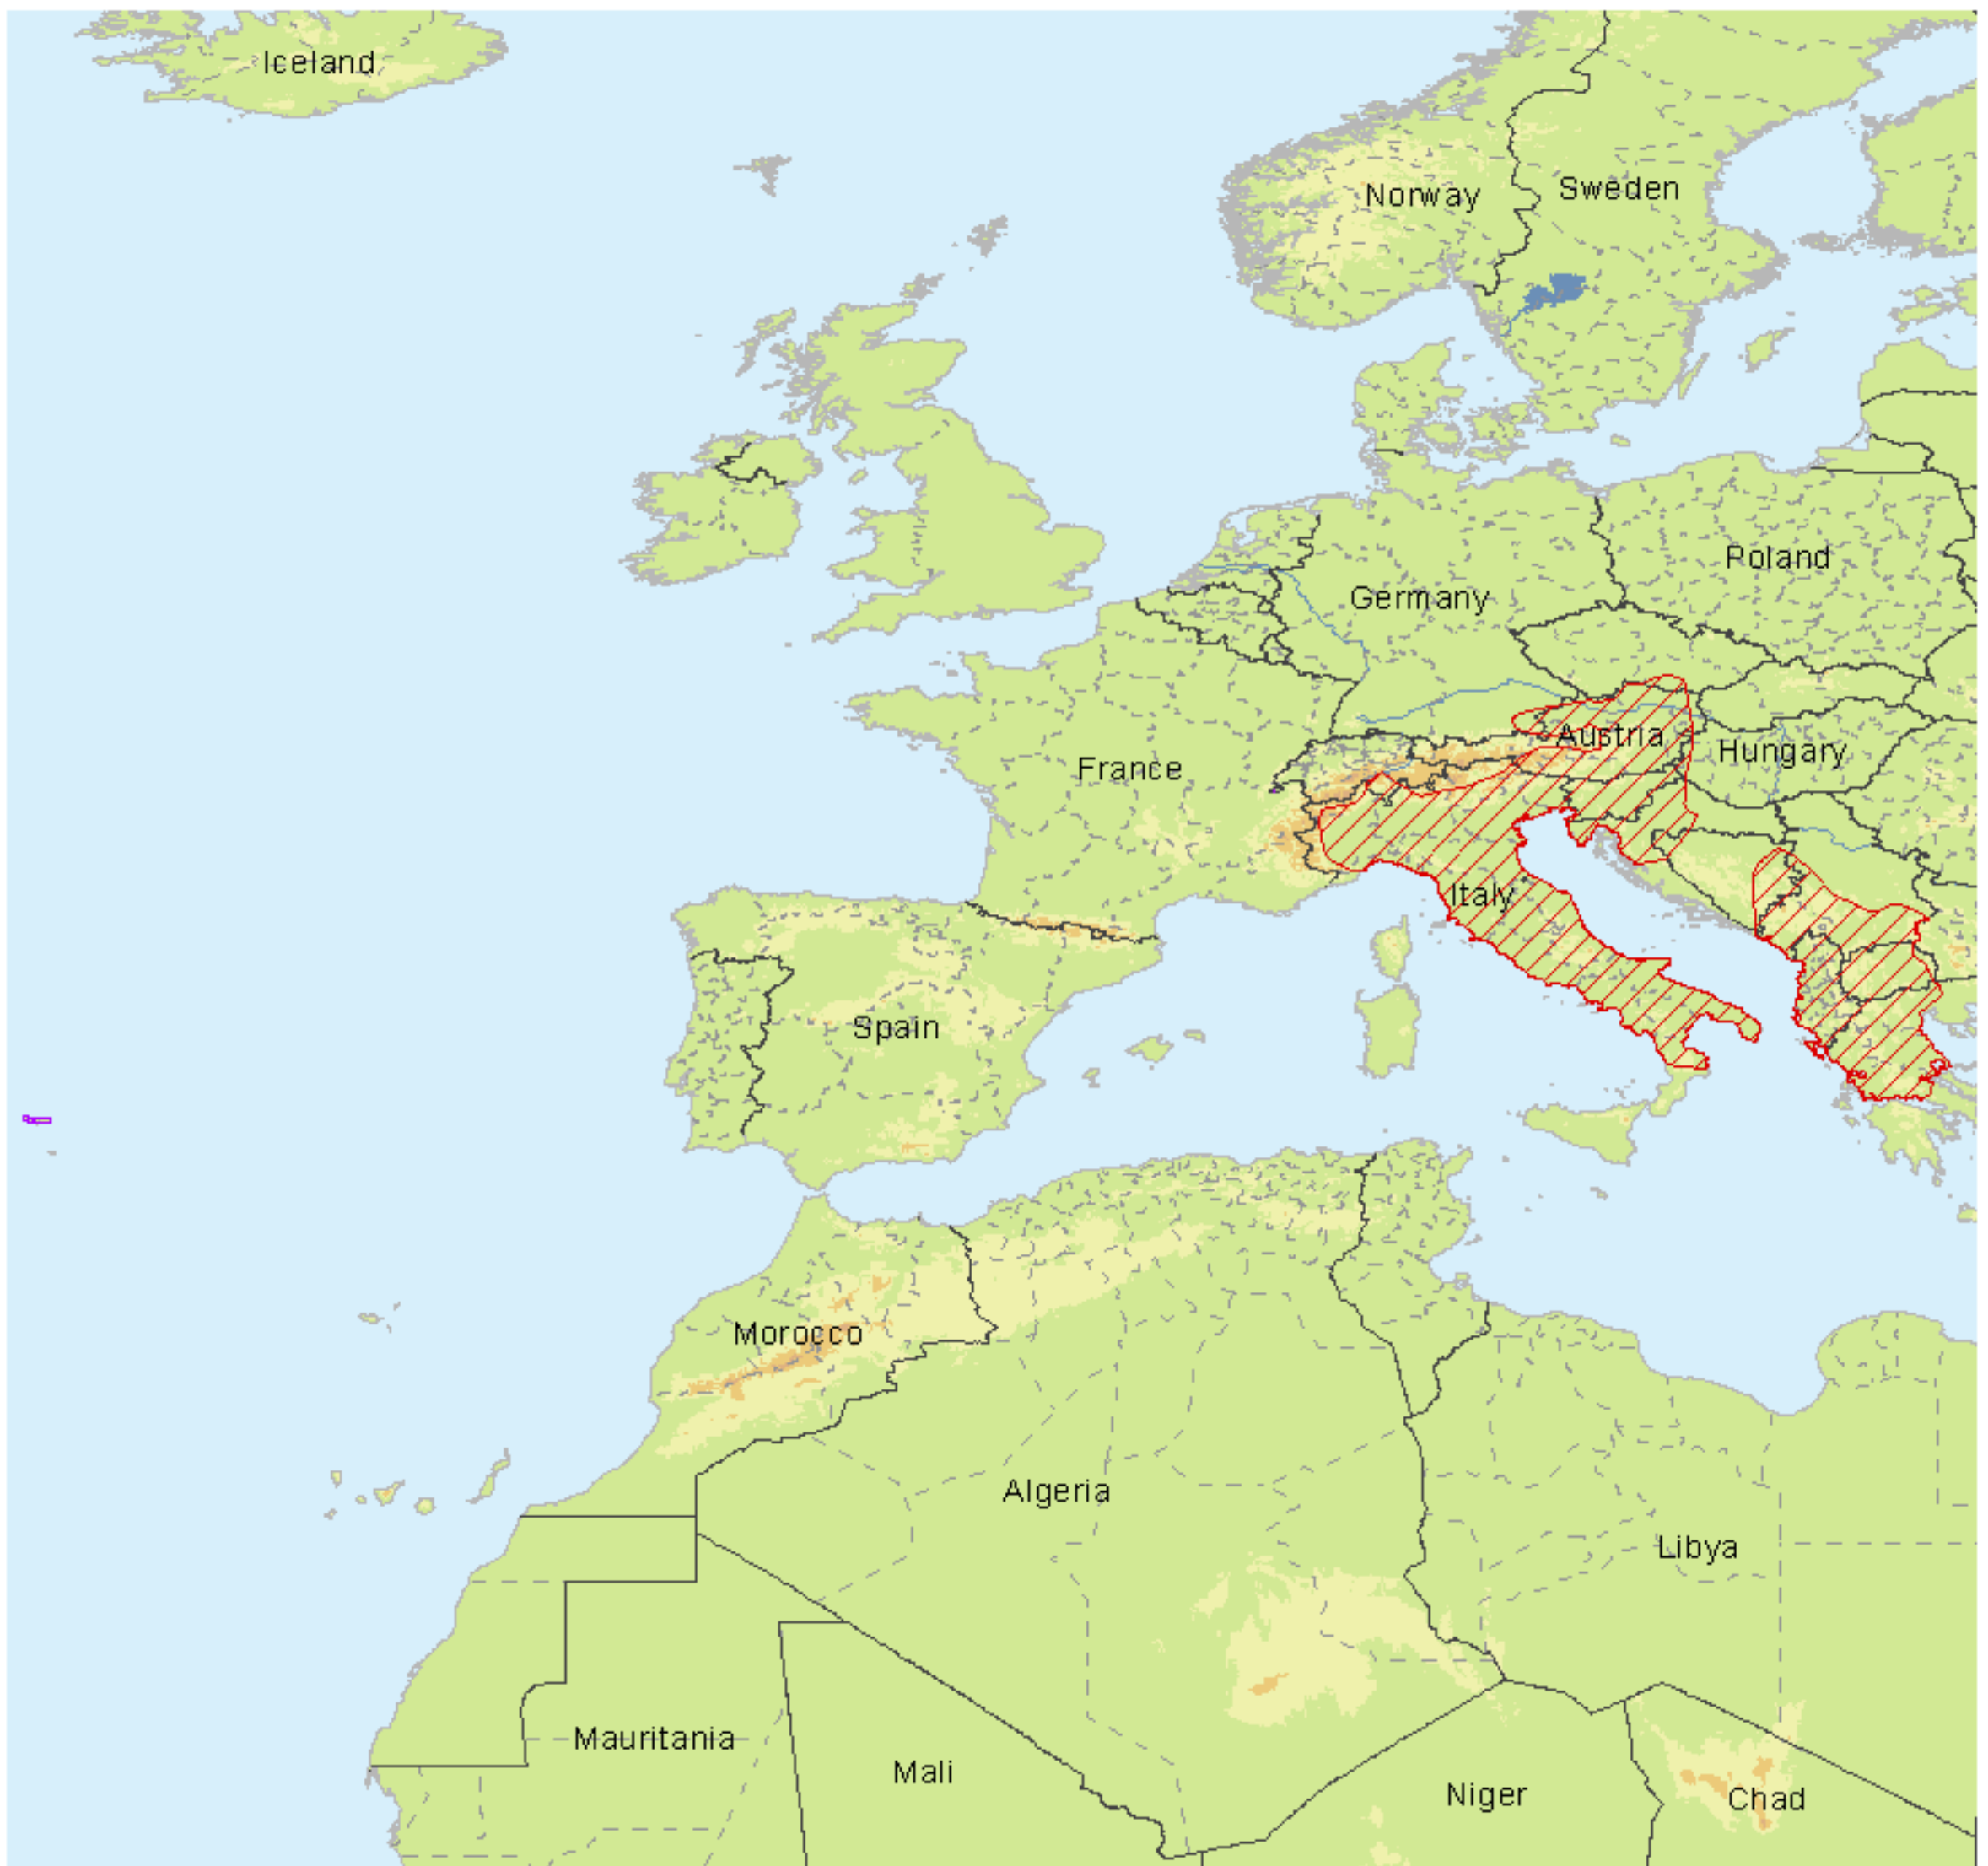 Iceland
Norway
Sweden
Poland
Germany
Austria
Hungary
France
Italy
Spain
Morocco
Algeria
Libya
Mauritania
Mali
Niger
Chad